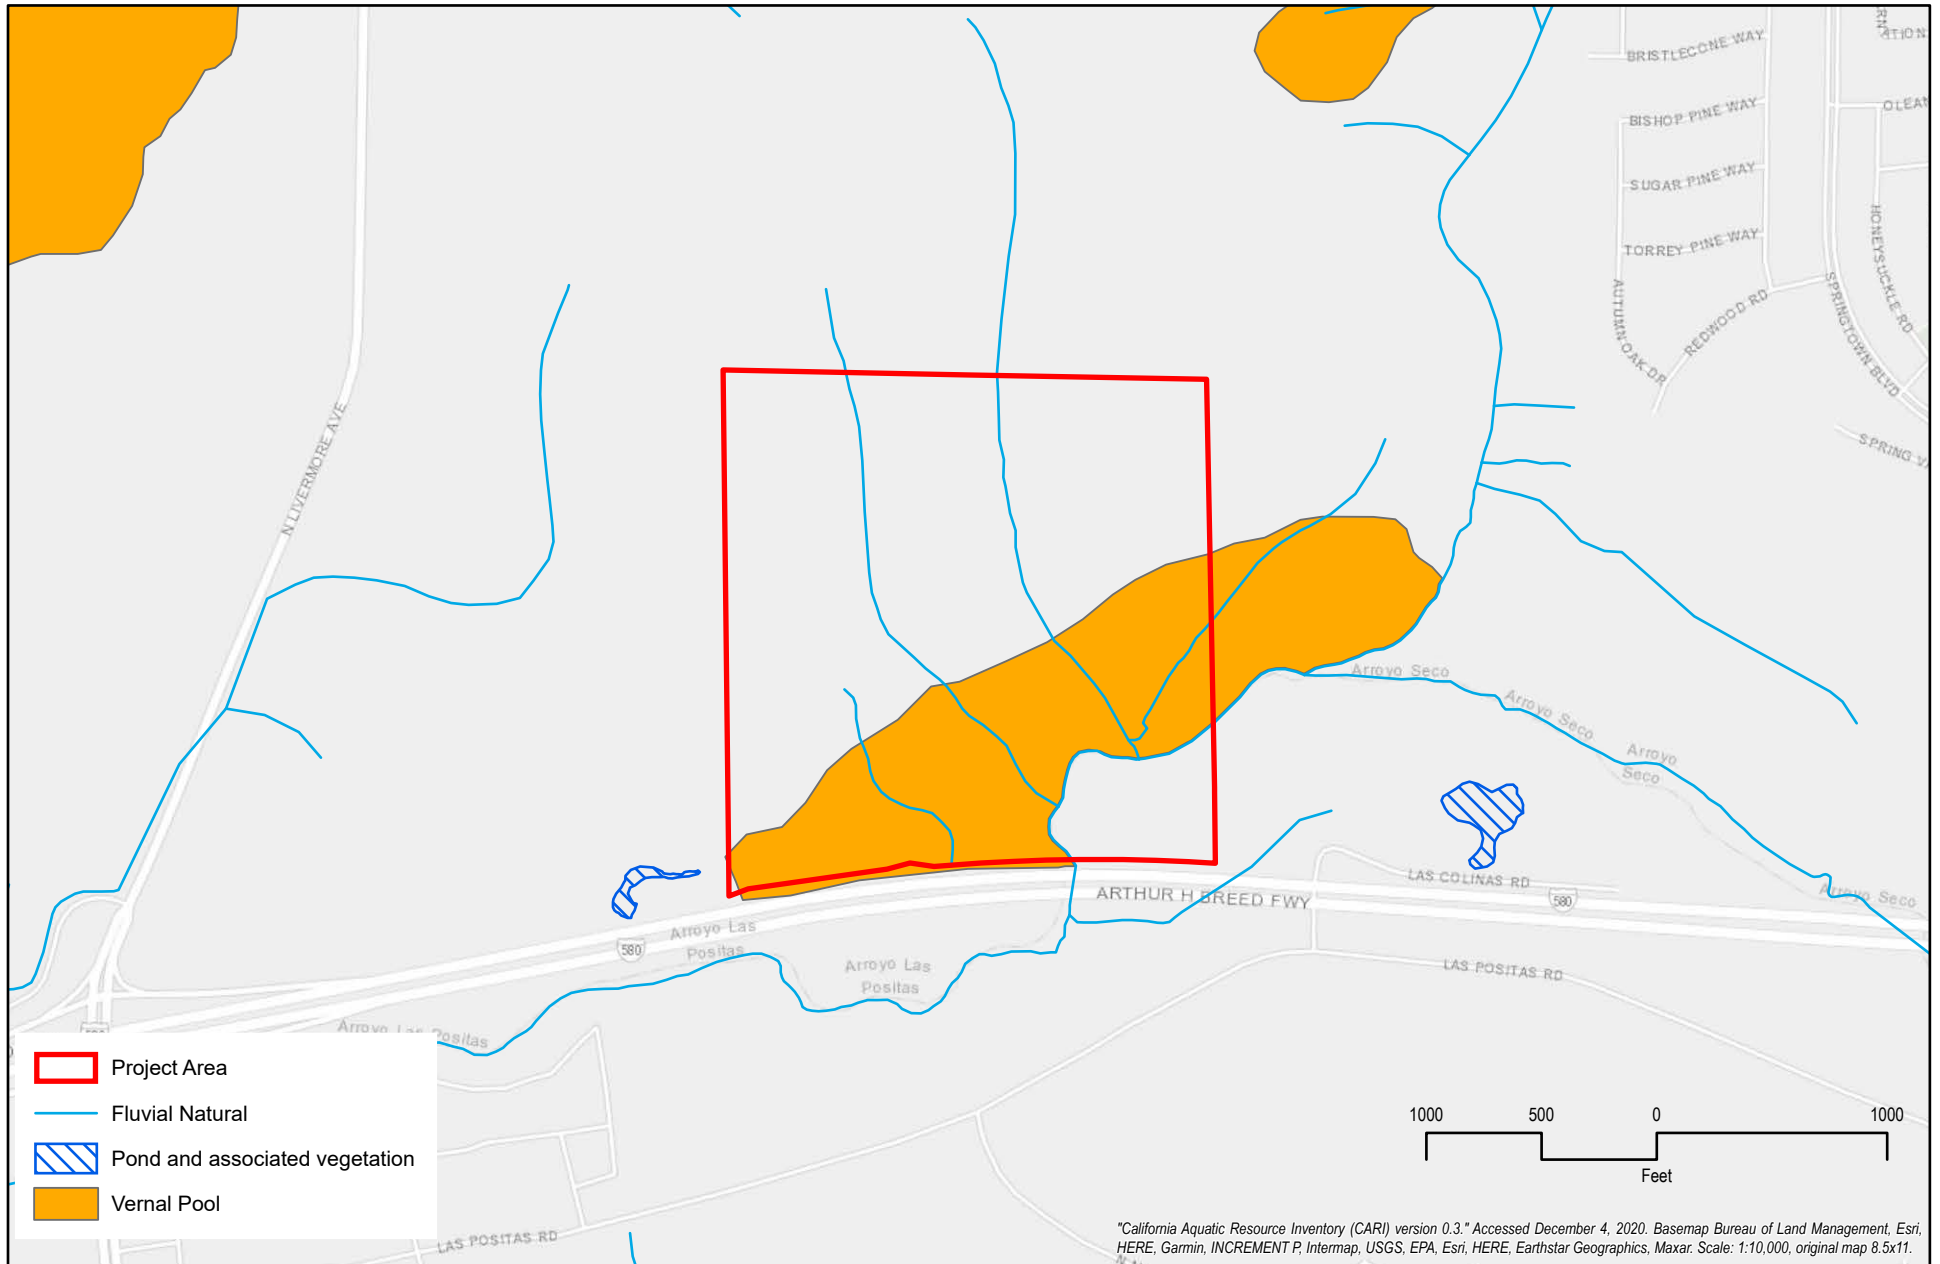 BRISTLECONE WAY
BISHOP PINE WAY
OLEAN
SUGAR PINE WAY
HONEYSUCKLE RD
TORREY PINE WAY
AUTUMN OAK DR
REDWOOD RD
SPRINGTOWN BLVD
N LIVERMORE AVE
Arroyo Seco
Arroyo Seco
Arroyo
Seco
LAS COLINAS RD
580
Arroyo Seco
ARTHUR H BREED FWY
580
Arroyo Las
Positas
Arroyo Las
Positas
LAS POSITAS RD
Arroyo Las Positas
Project Area
Fluvial Natural
Pond and associated vegetation
Vernal Pool
1000 500 0 1000
Feet
LAS POSITAS RD
"California Aquatic Resource Inventory (CARI) version 0.3." Accessed December 4, 2020. Basemap Bureau of Land Management, Esri,
HERE, Garmin, INCREMENT P, Intermap, USGS, EPA, Esri, HERE, Earthstar Geographics, Maxar. Scale: 1:10,000, original map 8.5x11.